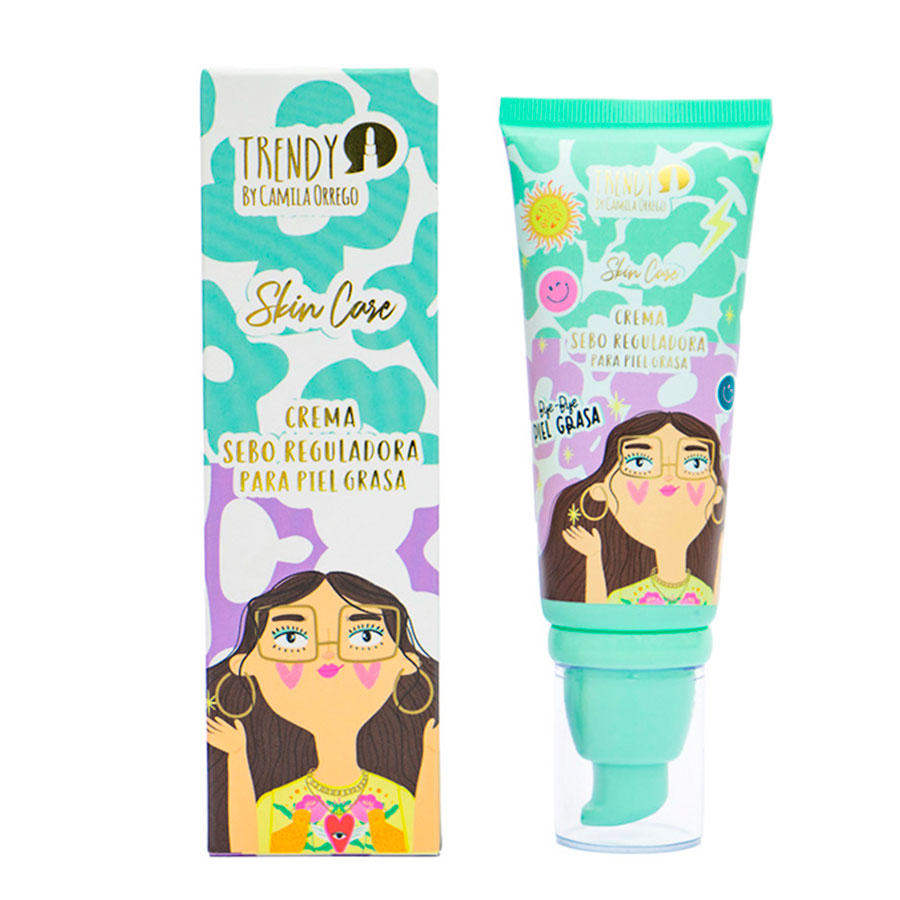 TRENDY
BY CAMILA ORREGO
Skin Care
CREMA
SEBO REGULADORA
PARA PIEL GRASA
TRENDY
BY CAMILA ORREGO
Skin Care
CREMA
SEBO REGULADORA
PARA PIEL GRASA
Bye-Bye
PIEL GRASA